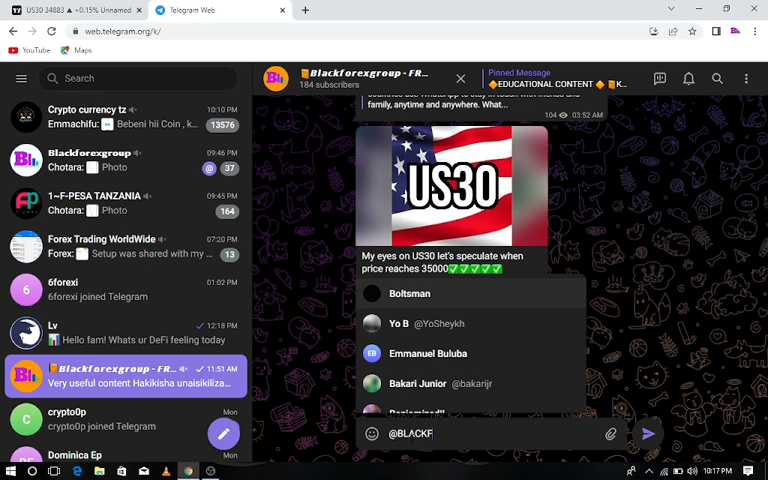 US30 34883 ▲ +0.15% Unnamed
Telegram Web
web.telegram.org/k/
YouTube
Maps
Search
Crypto currency tz
10:10 PM
Emmachifu: Bebeni hii Coin , k...
13576
Blackforexgroup
09:46 PM
Chotara: Photo
@ 37
1~F-PESA TANZANIA
09:45 PM
Chotara: Photo
164
Forex Trading WorldWide
07:20 PM
Forex: Setup was shared with my ...
13
6
6forexi
01:02 PM
6forexi joined Telegram
Lv
12:18 PM
Hello fam! Whats ur DeFi feeling today
Blackforexgroup - FR...
11:51 AM
Very useful content Hakikisha unaisikiliza...
C
crypto0p
Mon
crypto0p joined Telegram
Dominica Ep
Mon
Blackforexgroup - FR...
184 subscribers
Pinned Message
🔶EDUCATIONAL CONTENT 🔶 📙K...
family, anytime and anywhere. What...
104
03:52 AM
US30
My eyes on US30 let's speculate when
price reaches 35000✅✅✅✅✅
Boltsman
Yo B @YoSheykh
EB
Emmanuel Buluba
Bakari Junior @bakarijr
@BLACKF
10:17 PM